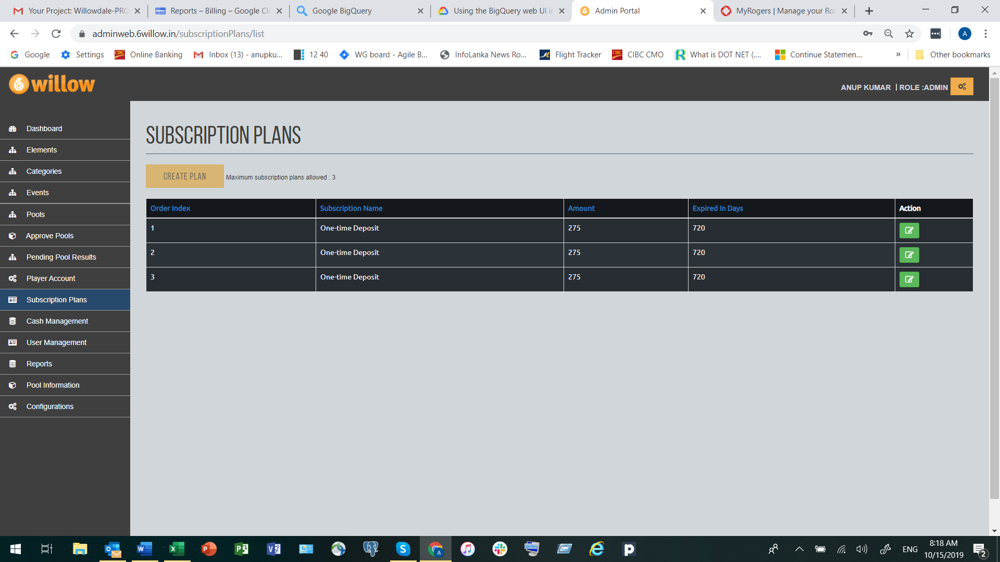 Your Project: Willowdale-PRO
Reports – Billing – Google Cl
Google BigQuery
Using the BigQuery web UI i
Admin Portal
MyRogers | Manage your Ro
adminweb.6willow.in/subscriptionPlans/list
A
Google
Settings
CIBC
Online Banking
Inbox (13) - anupku...
12 40
WG board - Agile B...
InfoLanka News Ro...
Flight Tracker
CIBC
CIBC CMO
What is DOT NET (....
Continue Statemen...
»
Other bookmarks
6 willow
ANUP KUMAR | ROLE :ADMIN
Dashboard
Elements
Categories
Events
Pools
Approve Pools
Pending Pool Results
Player Account
Subscription Plans
Cash Management
User Management
Reports
Pool Information
Configurations
SUBSCRIPTION PLANS
CREATE PLAN
Maximum subscription plans allowed : 3
Order Index Subscription Name Amount Expired In Days Action
1 One-time Deposit 275 720
2 One-time Deposit 275 720
3 One-time Deposit 275 720
ENG
8:18 AM
10/15/2019
2